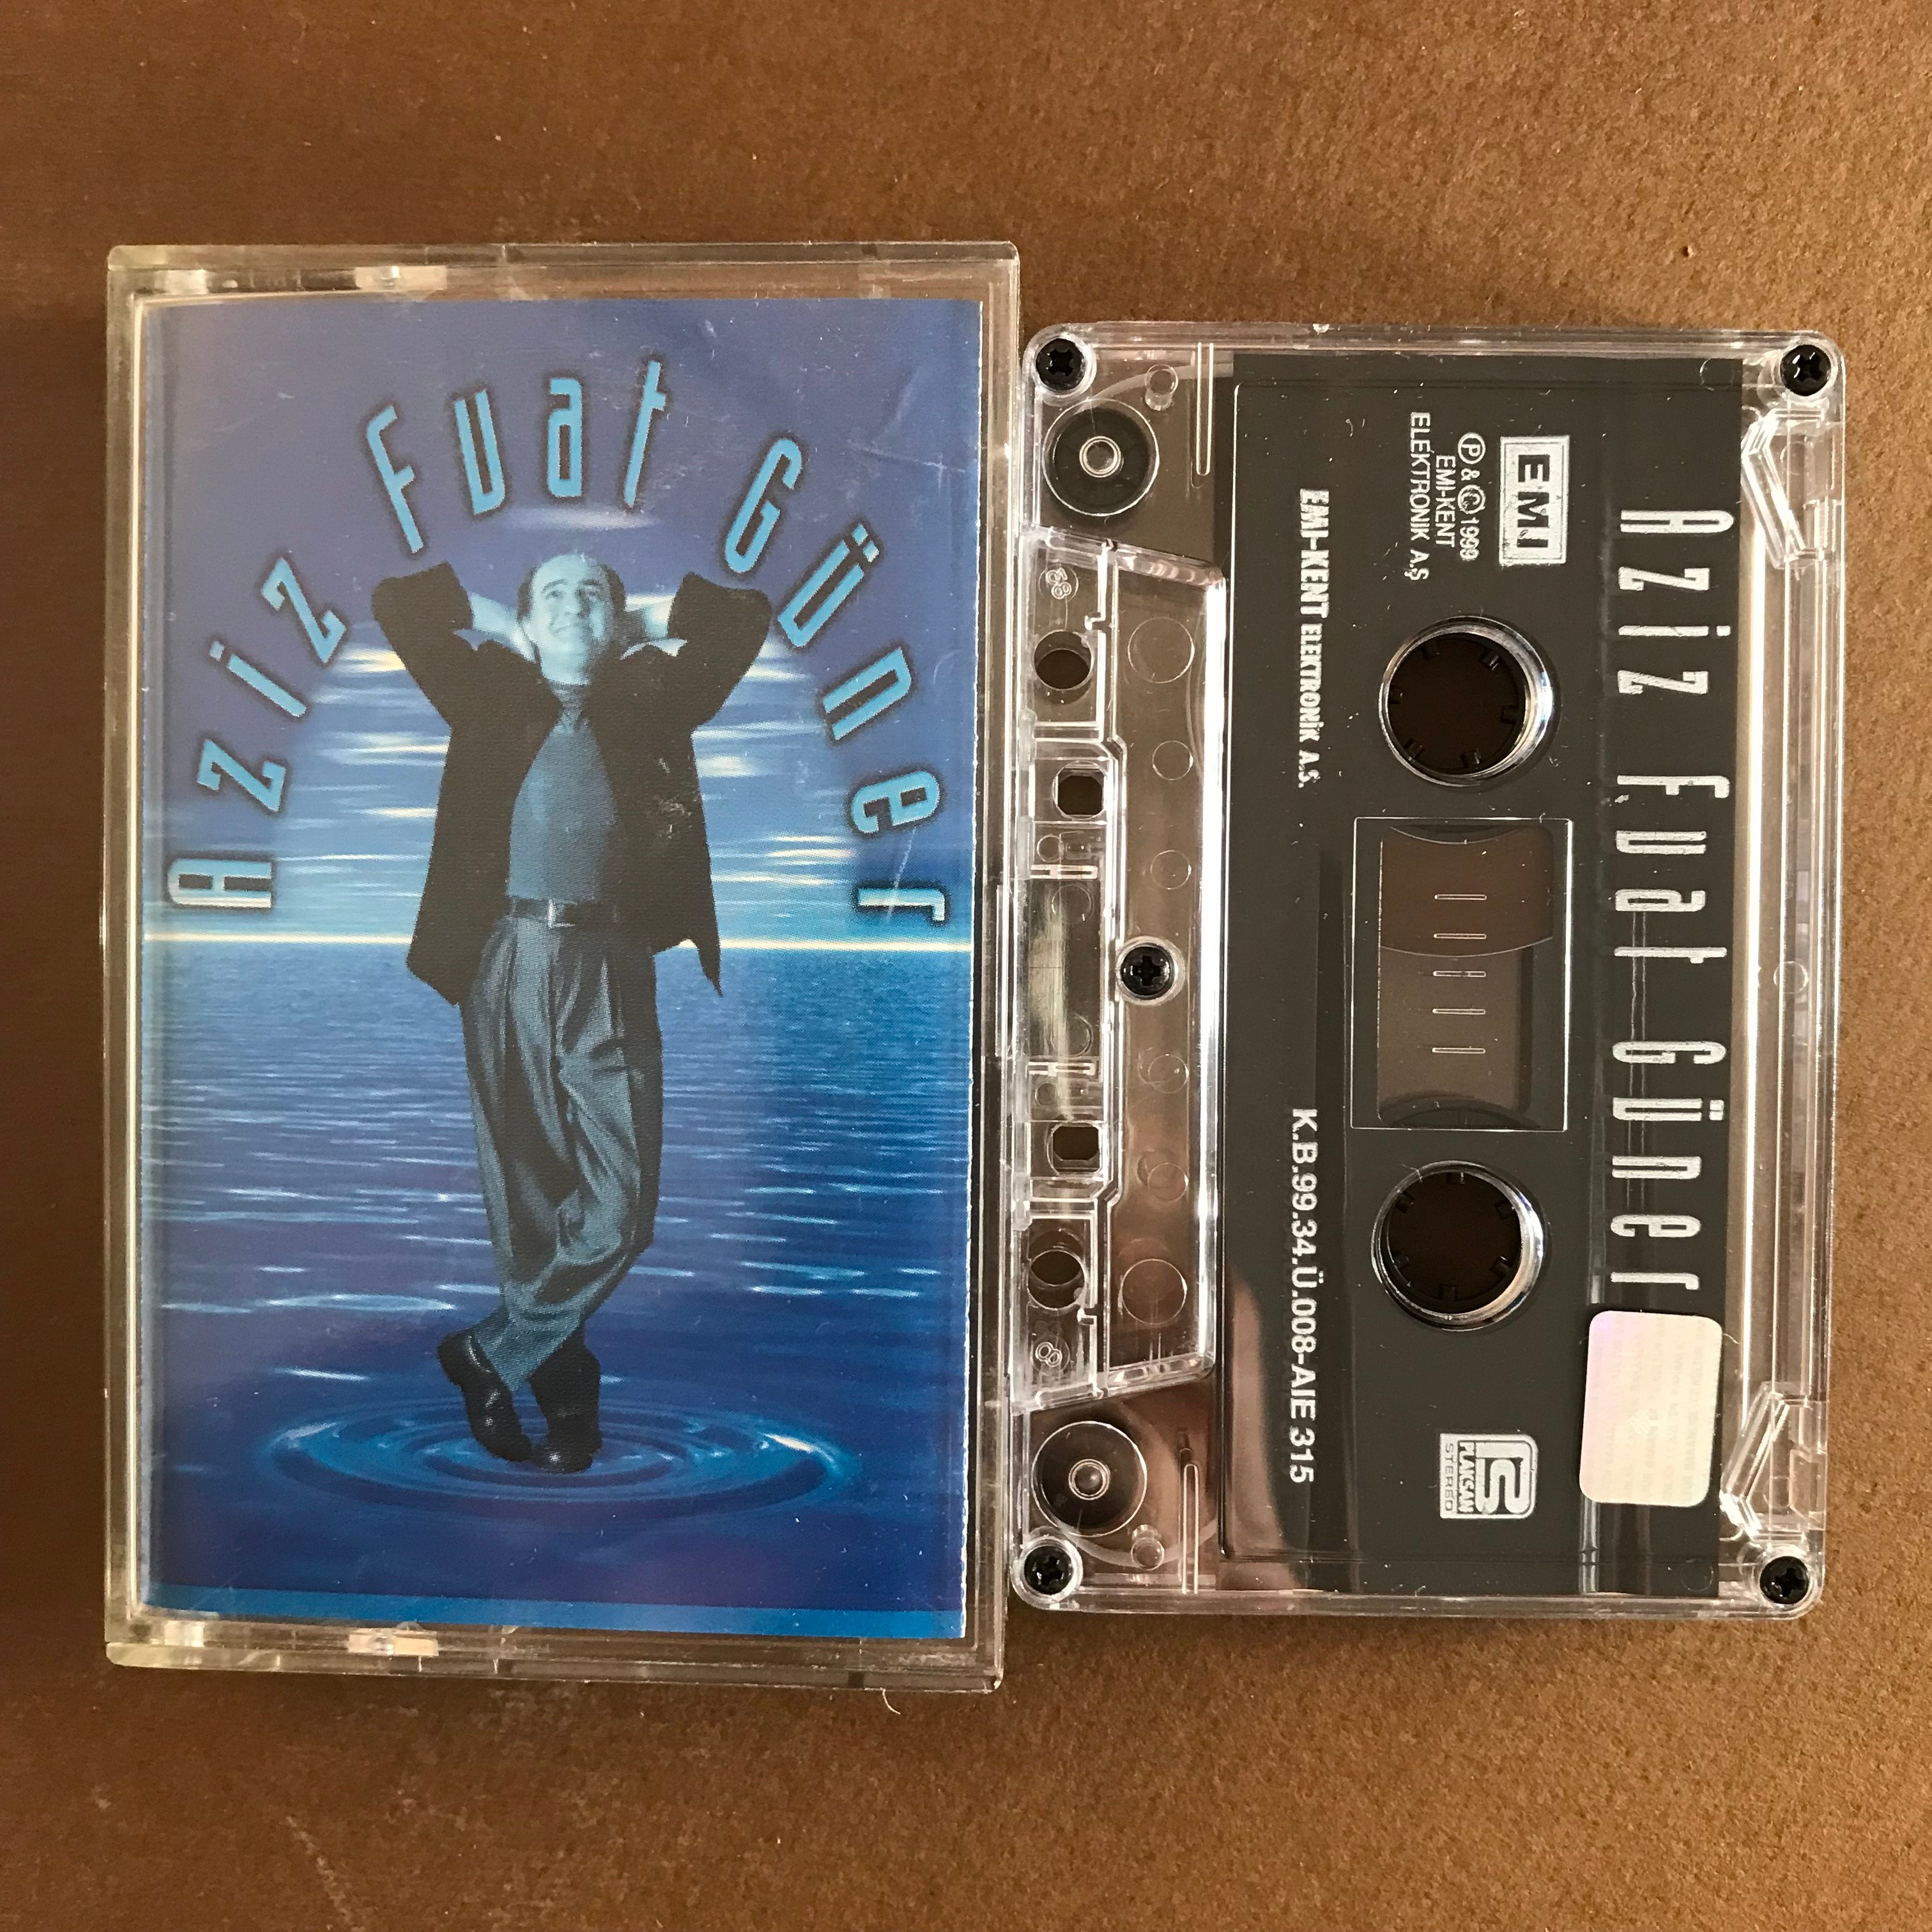 Aziz Fuat Güner
Aziz Fuat Güner
EMI
Ⓟ & Ⓒ 1999
EMI-KENT
ELEKTRONİK A.Ş
EMI-KENT ELEKTRONİK A.Ş.
K.B.99.34.Ü.008-AIE 315
PLAKSAN
STEREO